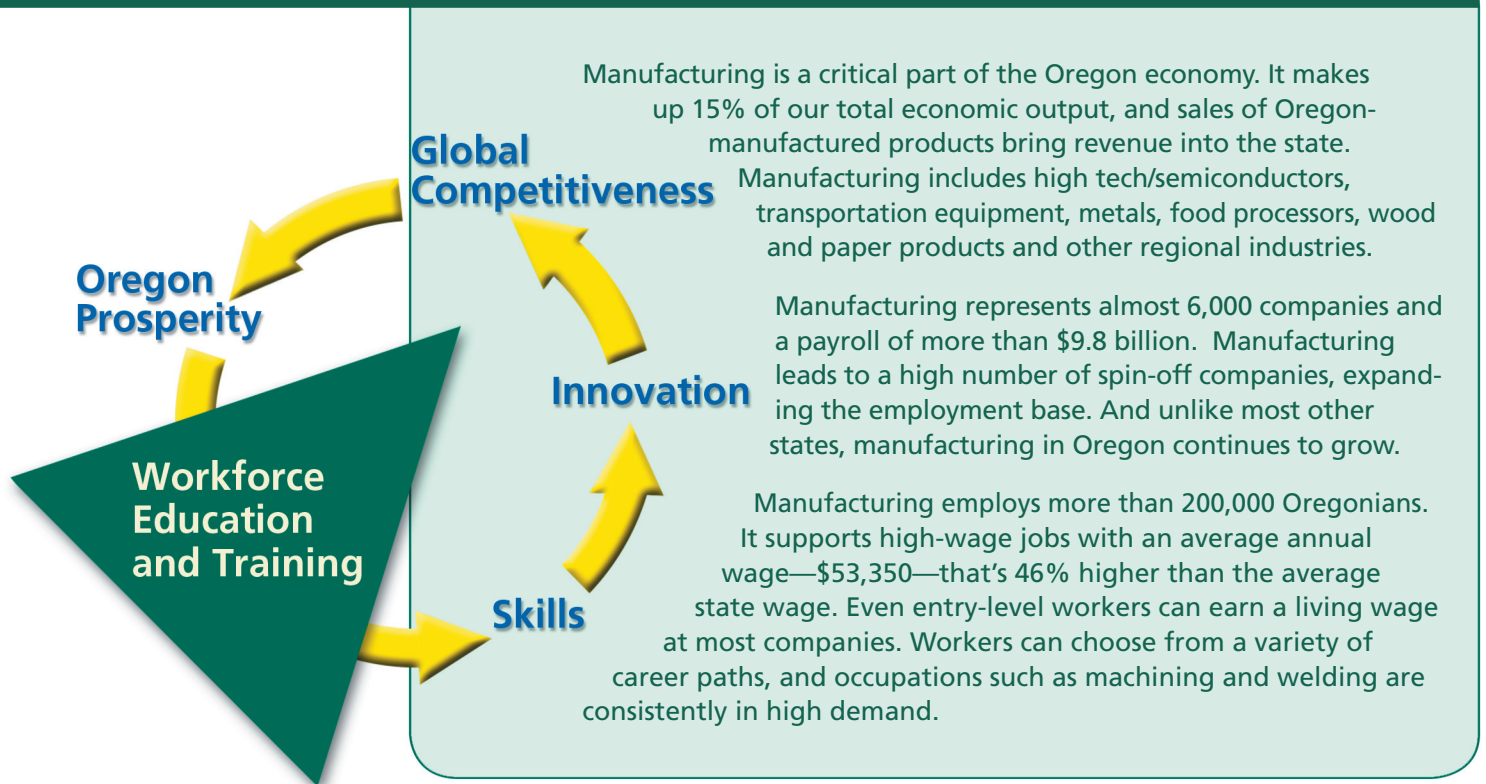 Manufacturing is a critical part of the Oregon economy. It makes
up 15% of our total economic output, and sales of Oregon-
manufactured products bring revenue into the state.
Manufacturing includes high tech/semiconductors,
transportation equipment, metals, food processors, wood
and paper products and other regional industries.
Manufacturing represents almost 6,000 companies and
a payroll of more than $9.8 billion.  Manufacturing
leads to a high number of spin-off companies, expand-
ing the employment base. And unlike most other
states, manufacturing in Oregon continues to grow.
Manufacturing employs more than 200,000 Oregonians.
It supports high-wage jobs with an average annual
wage—$53,350—that's 46% higher than the average
state wage. Even entry-level workers can earn a living wage
at most companies. Workers can choose from a variety of
career paths, and occupations such as machining and welding are
consistently in high demand.
Global
Competitiveness
Oregon
Prosperity
Innovation
Workforce
Education
and Training
Skills